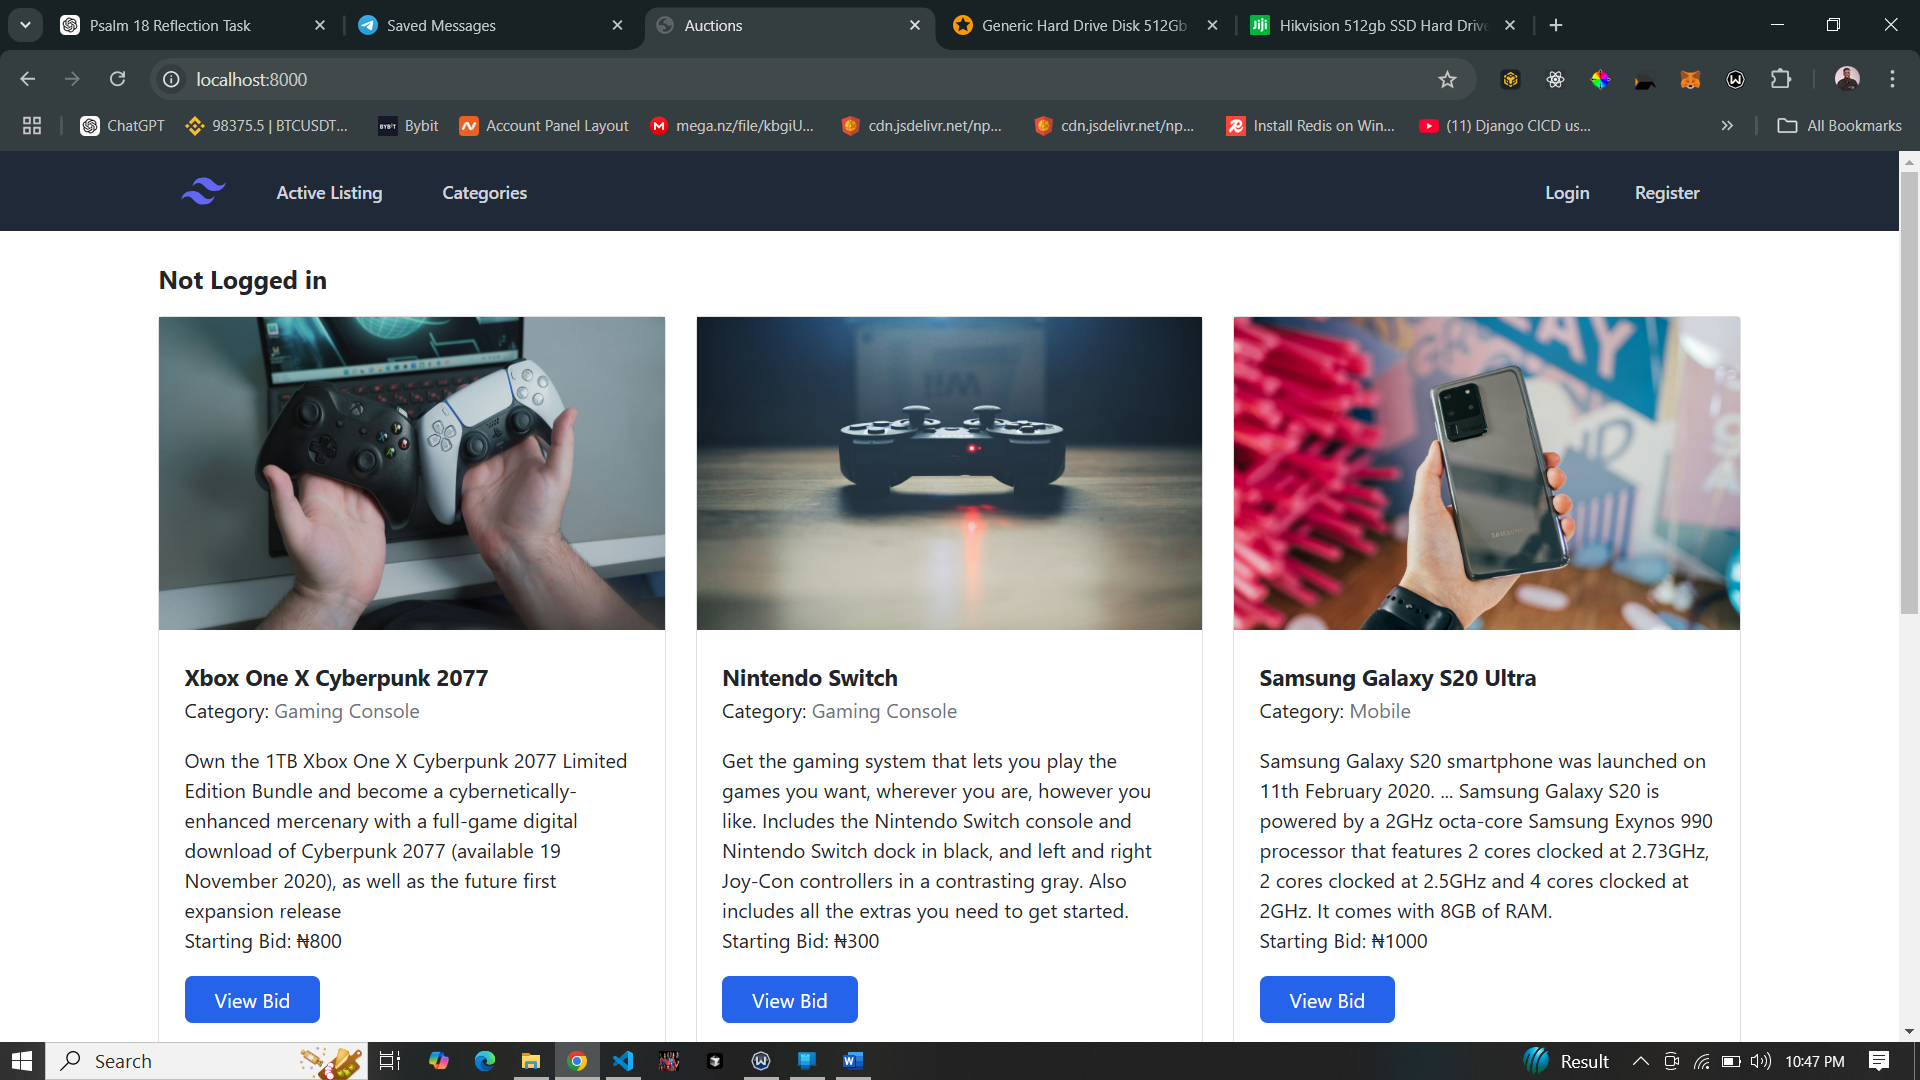 Psalm 18 Reflection Task
Saved Messages
Auctions
Generic Hard Drive Disk 512Gb
Hikvision 512gb SSD Hard Drive
localhost:8000
ChatGPT
98375.5 | BTCUSDT...
Bybit
Account Panel Layout
mega.nz/file/kbgiU...
cdn.jsdelivr.net/np...
cdn.jsdelivr.net/np...
Install Redis on Win...
(11) Django CICD us...
All Bookmarks
Active Listing
Categories
Login
Register
Not Logged in
SAMSUNG
Xbox One X Cyberpunk 2077
Category: Gaming Console
Own the 1TB Xbox One X Cyberpunk 2077 Limited
Edition Bundle and become a cybernetically-
enhanced mercenary with a full-game digital
download of Cyberpunk 2077 (available 19
November 2020), as well as the future first
expansion release
Starting Bid: ₦800
View Bid
Nintendo Switch
Category: Gaming Console
Get the gaming system that lets you play the
games you want, wherever you are, however you
like. Includes the Nintendo Switch console and
Nintendo Switch dock in black, and left and right
Joy-Con controllers in a contrasting gray. Also
includes all the extras you need to get started.
Starting Bid: ₦300
View Bid
Samsung Galaxy S20 Ultra
Category: Mobile
Samsung Galaxy S20 smartphone was launched on
11th February 2020. ... Samsung Galaxy S20 is
powered by a 2GHz octa-core Samsung Exynos 990
processor that features 2 cores clocked at 2.73GHz,
2 cores clocked at 2.5GHz and 4 cores clocked at
2GHz. It comes with 8GB of RAM.
Starting Bid: ₦1000
View Bid
Search
Result
10:47 PM